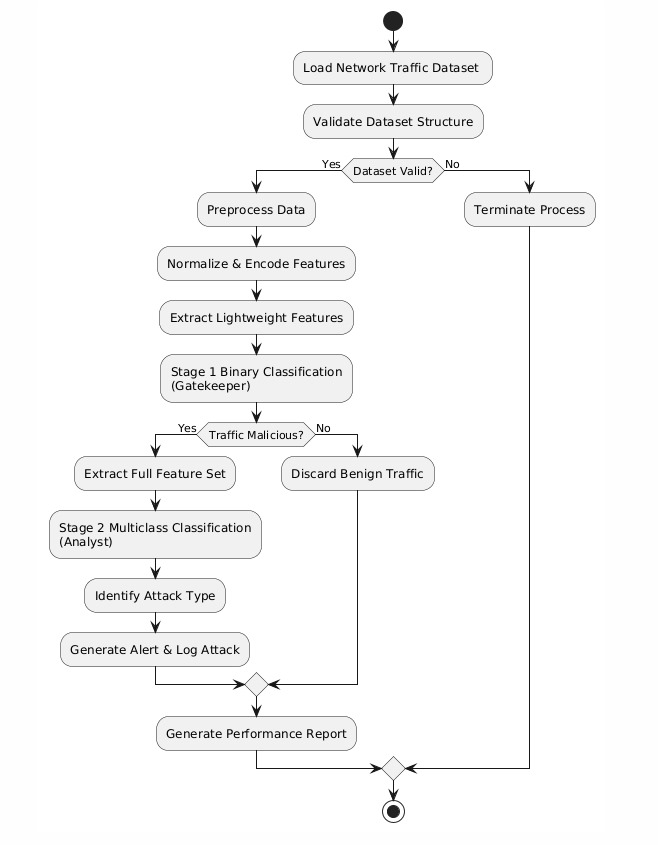 Load Network Traffic Dataset
Validate Dataset Structure
Yes
Dataset Valid?
No
Preprocess Data
Terminate Process
Normalize & Encode Features
Extract Lightweight Features
Stage 1 Binary Classification
(Gatekeeper)
Yes
Traffic Malicious?
No
Extract Full Feature Set
Discard Benign Traffic
Stage 2 Multiclass Classification
(Analyst)
Identify Attack Type
Generate Alert & Log Attack
Generate Performance Report